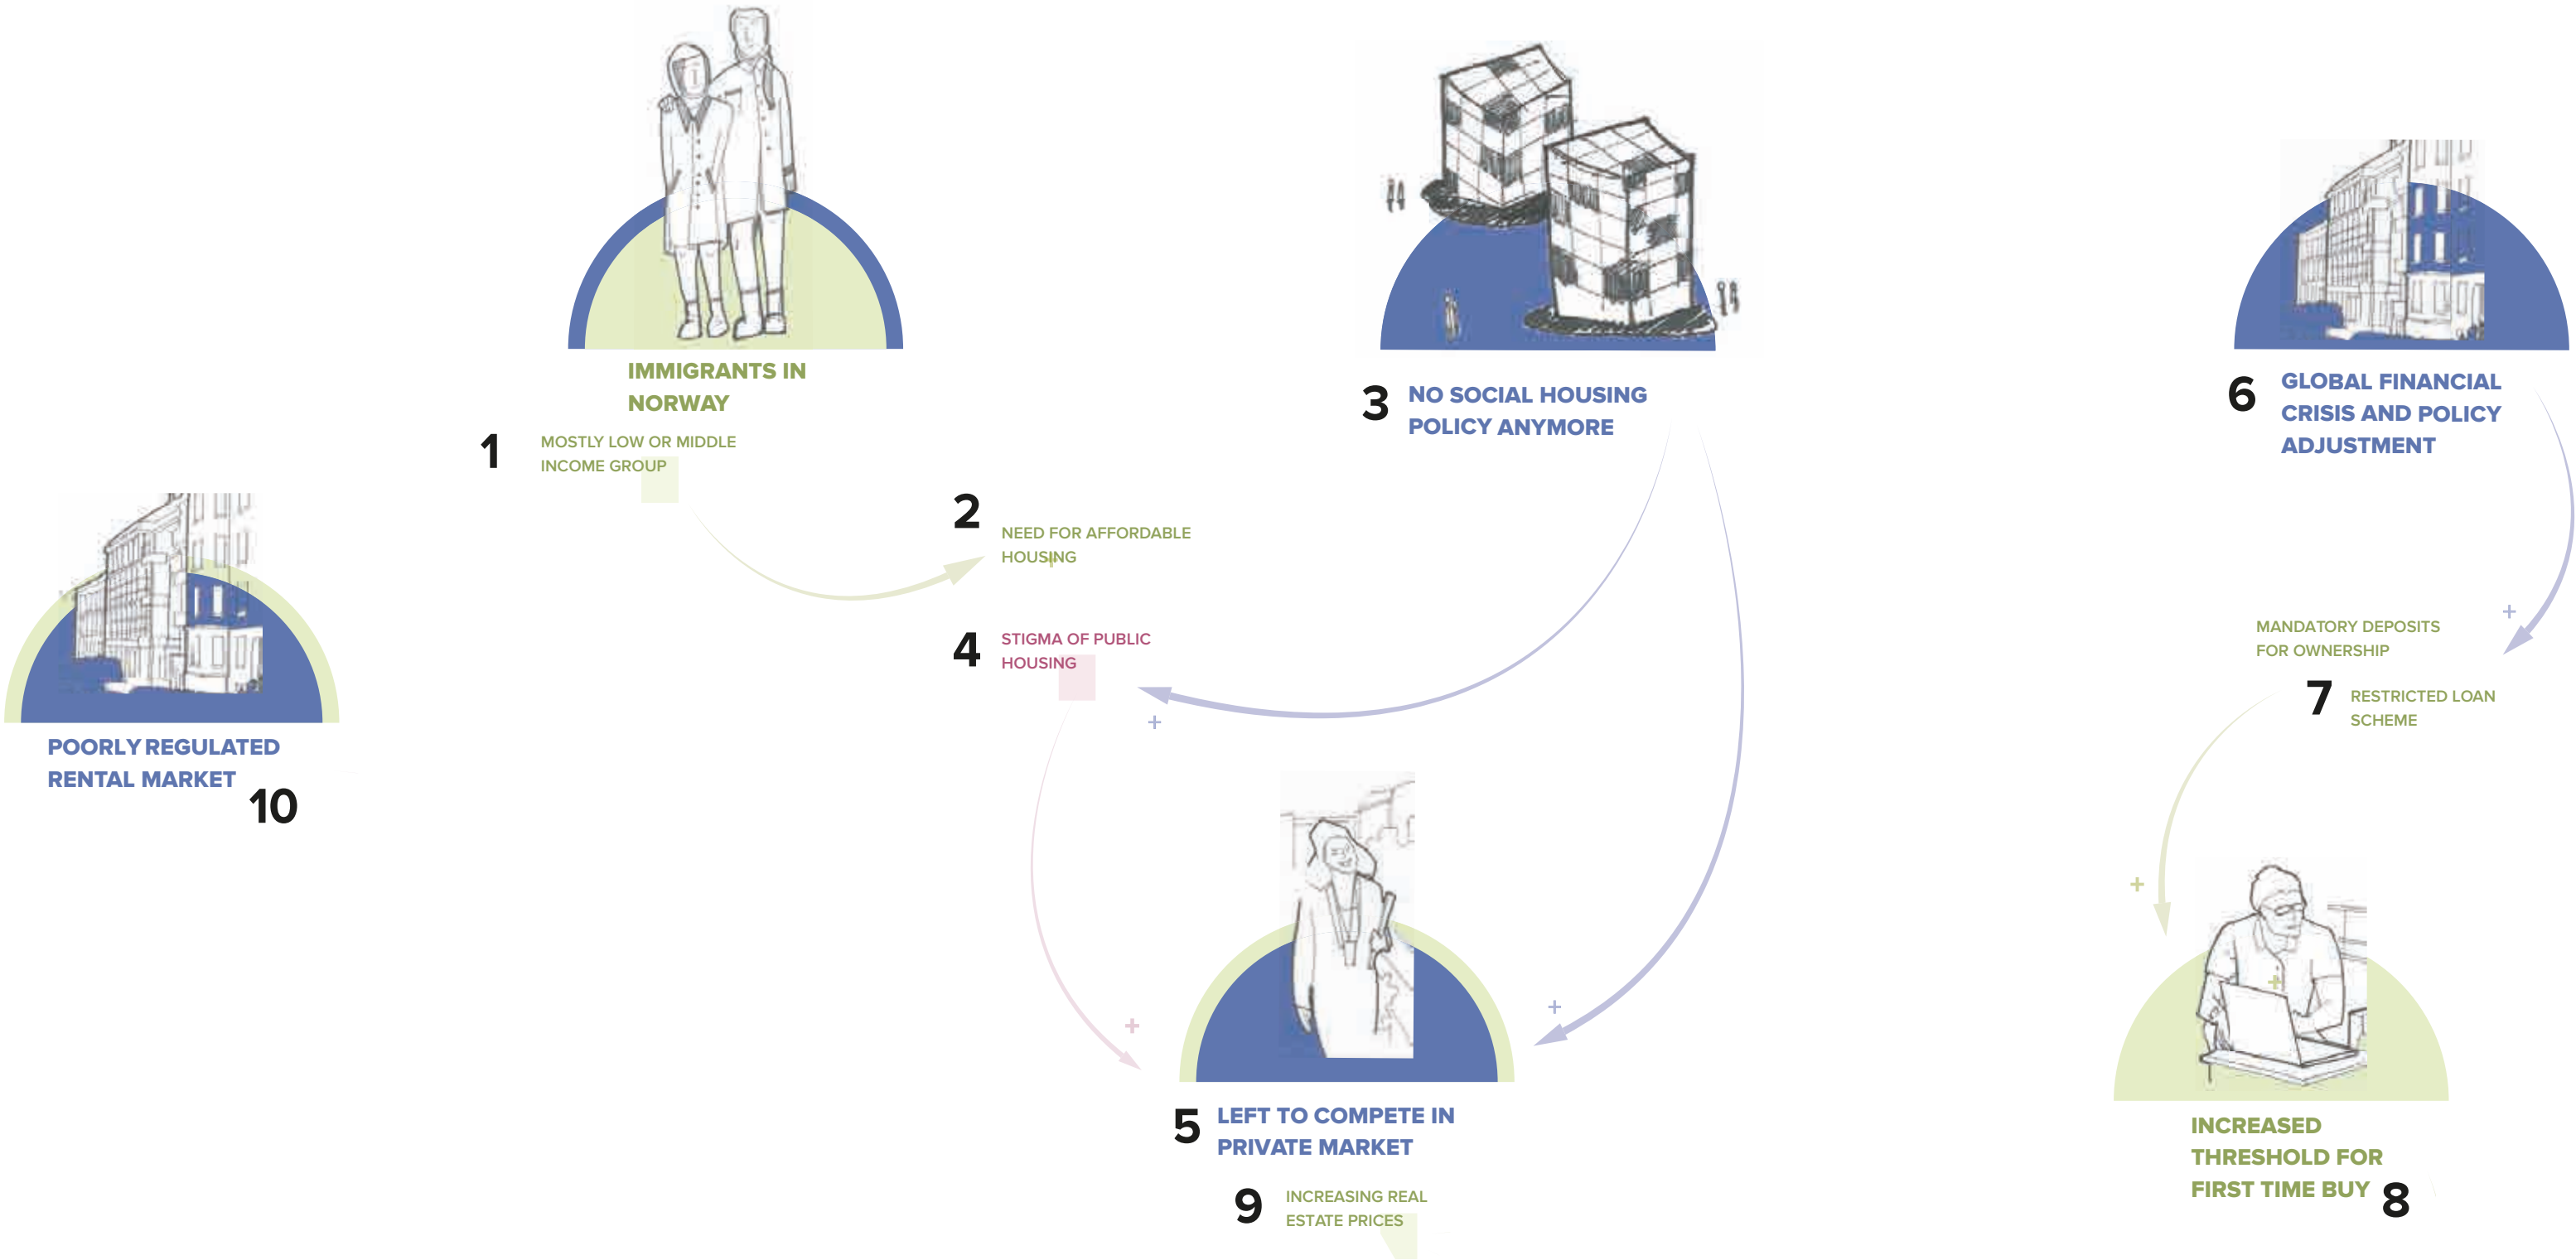 IMMIGRANTS IN
NORWAY
1
MOSTLY LOW OR MIDDLE
INCOME GROUP
2
NEED FOR AFFORDABLE
HOUSING
+
3
NO SOCIAL HOUSING
POLICY ANYMORE
4
STIGMA OF PUBLIC
HOUSING
+
+
+
5
LEFT TO COMPETE IN
PRIVATE MARKET
6
GLOBAL FINANCIAL
CRISIS AND POLICY
ADJUSTMENT
+
MANDATORY DEPOSITS
FOR OWNERSHIP
7
RESTRICTED LOAN
SCHEME
+
+
INCREASED
THRESHOLD FOR
FIRST TIME BUY
8
9
INCREASING REAL
ESTATE PRICES
POORLY REGULATED
RENTAL MARKET
10